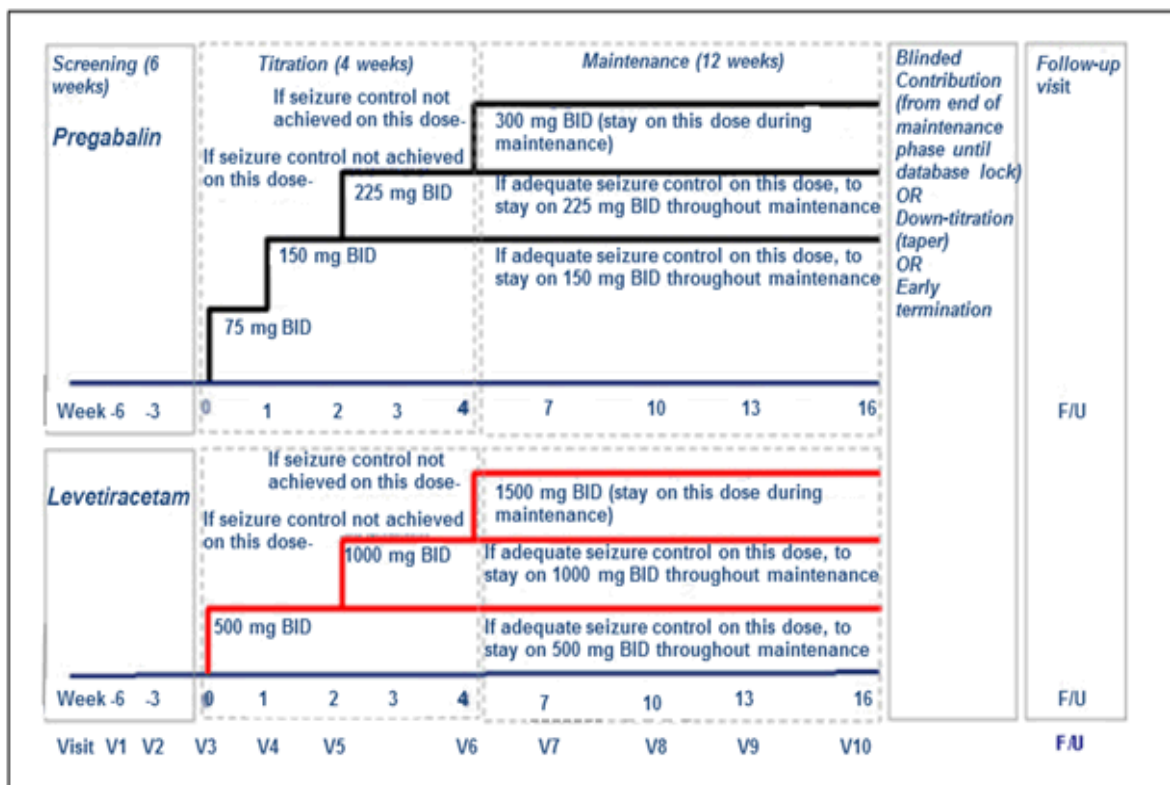 Screening (6
weeks)
Pregabalin
Titration (4 weeks)
If seizure control not
achieved on this dose-
If seizure control not achieved
on this dose-
225 mg BID
150 mg BID
75 mg BID
Maintenance (12 weeks)
300 mg BID (stay on this dose during
maintenance)
If adequate seizure control on this dose, to
stay on 225 mg BID throughout maintenance
If adequate seizure control on this dose, to
stay on 150 mg BID throughout maintenance
Blinded
Contribution
(from end of
maintenance
phase until
database lock)
OR
Down-titration
(taper)
OR
Early
termination
Follow-up
visit
Week -6 -3 0 1 2 3 4 7 10 13 16 F/U
Levetiracetam
If seizure control not
achieved on this dose-
If seizure control not achieved
on this dose-
1000 mg BID
500 mg BID
1500 mg BID (stay on this dose during
maintenance)
If adequate seizure control on this dose, to
stay on 1000 mg BID throughout maintenance
If adequate seizure control on this dose, to
stay on 500 mg BID throughout maintenance
Week -6 -3 0 1 2 3 4 7 10 13 16 F/U
Visit V1 V2 V3 V4 V5 V6 V7 V8 V9 V10 F/U